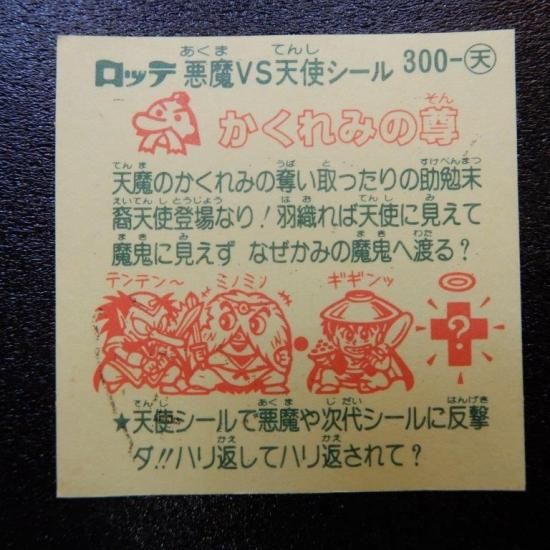 ロッテ 悪魔VS天使シール 300-天
かくれみの尊
天魔のかくれみの奪い取ったりの助勉末
裔天使登場なり!羽織れば天使に見えて
魔鬼に見えず なぜかみの魔鬼へ渡る?
テンテン〜 ミノミノ ギギンッ
?
★天使シールで悪魔や次代シールに反撃
ダ!!ハリ返してハリ返されて?